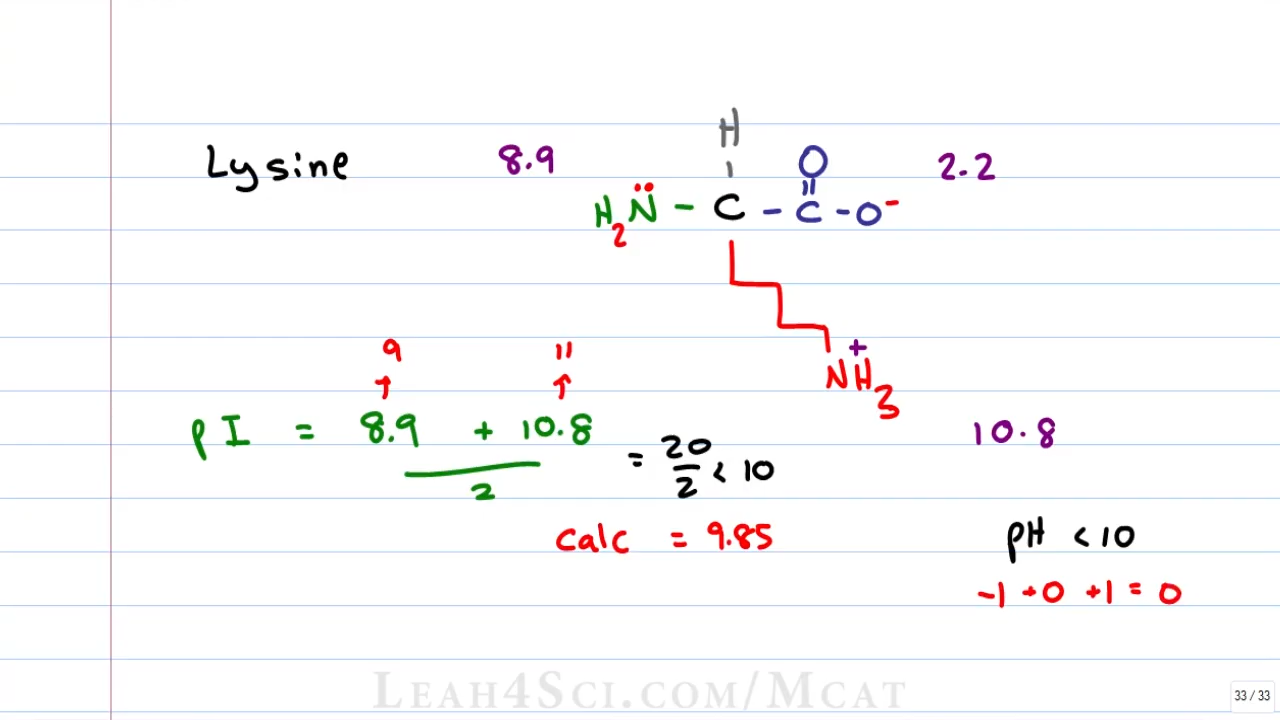 H
Lysine 8.9 O 2.2
H2N̈ - C - C - O-
9 11
+
NH3
pI = 8.9 + 10.8 10.8
2
= 20/2 < 10
calc = 9.85 pH < 10
-1 +0 +1 = 0
LEAH4SCI.COM/MCAT
33 / 33